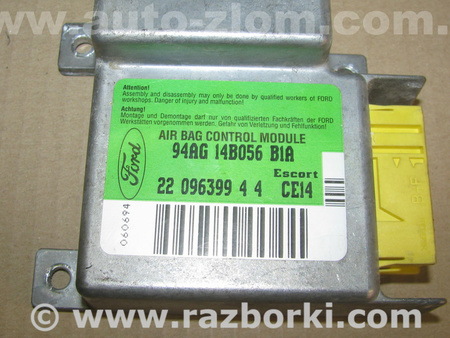 www.auto-zlom.com
Attention!
Assembly and disassembly may only be done by qualified workers of FORD
workshops. Danger of injury and malfunction!
Achtung!
Montage und Demontage darf nur von qualifizierten Fachkräften der FORD
Werkstätten vorgenommen werden. Gefahr von Verletzung und Fehlfunktion!
AIR BAG CONTROL MODULE
94AG 14B056 B1A
Escort
22 096399 4 4 CE14
Ford
060694
www.razborki.com